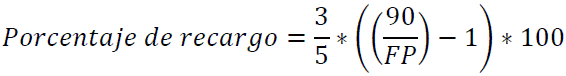 Porcentaje de recargo = 3/5 * ((90/FP) − 1) * 100